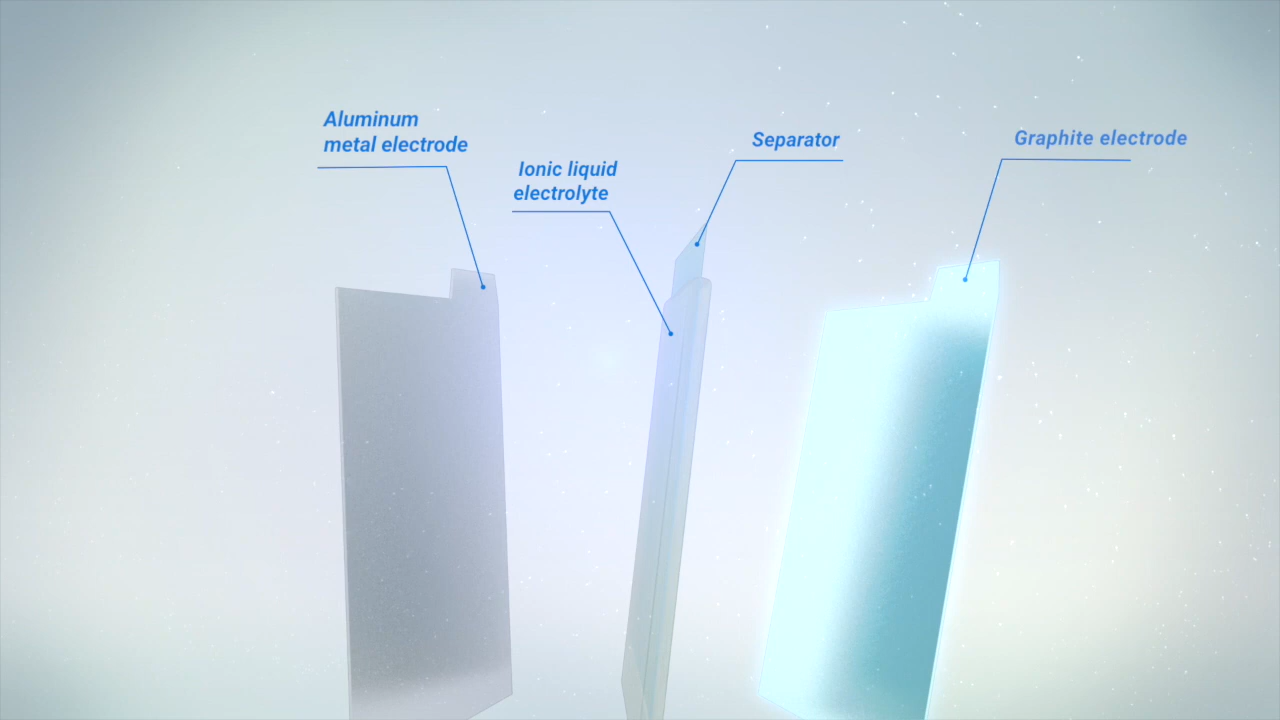 Aluminum
metal electrode
Ionic liquid
electrolyte
Separator
Graphite electrode